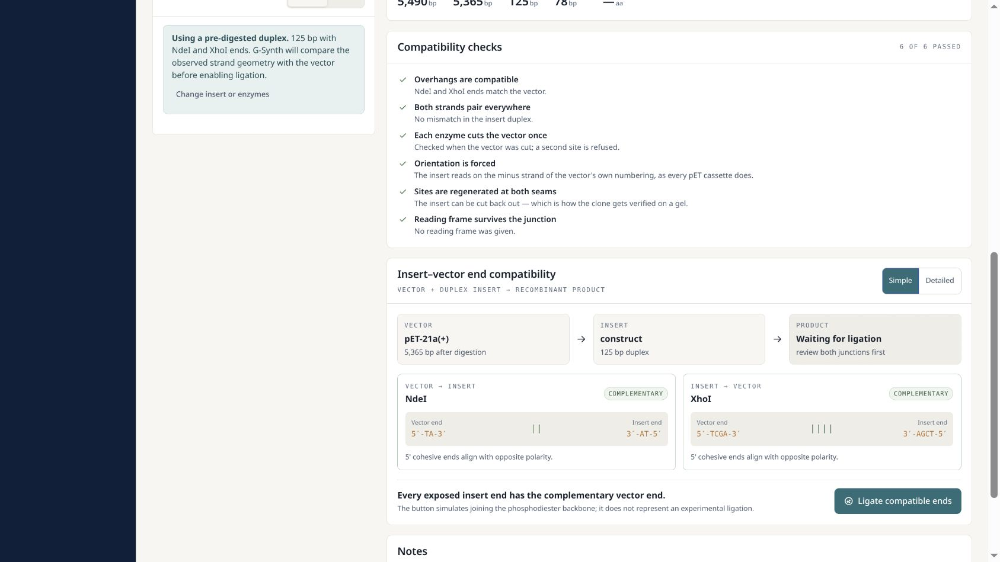 5,490 bp 5,365 bp 125 bp 78 bp — aa
Using a pre-digested duplex. 125 bp with
NdeI and XhoI ends. G-Synth will compare the
observed strand geometry with the vector
before enabling ligation.
Change insert or enzymes
Compatibility checks
6 OF 6 PASSED
Overhangs are compatible
NdeI and XhoI ends match the vector.
Both strands pair everywhere
No mismatch in the insert duplex.
Each enzyme cuts the vector once
Checked when the vector was cut; a second site is refused.
Orientation is forced
The insert reads on the minus strand of the vector's own numbering, as every pET cassette does.
Sites are regenerated at both seams
The insert can be cut back out — which is how the clone gets verified on a gel.
Reading frame survives the junction
No reading frame was given.
Insert–vector end compatibility
VECTOR + DUPLEX INSERT → RECOMBINANT PRODUCT
Simple
Detailed
VECTOR
pET-21a(+)
5,365 bp after digestion
→
INSERT
construct
125 bp duplex
→
PRODUCT
Waiting for ligation
review both junctions first
VECTOR → INSERT
NdeI
COMPLEMENTARY
Vector end
5′-TA-3′
||
Insert end
3′-AT-5′
5' cohesive ends align with opposite polarity.
INSERT → VECTOR
XhoI
COMPLEMENTARY
Vector end
5′-TCGA-3′
||||
Insert end
3′-AGCT-5′
5' cohesive ends align with opposite polarity.
Every exposed insert end has the complementary vector end.
The button simulates joining the phosphodiester backbone; it does not represent an experimental ligation.
Ligate compatible ends
Notes